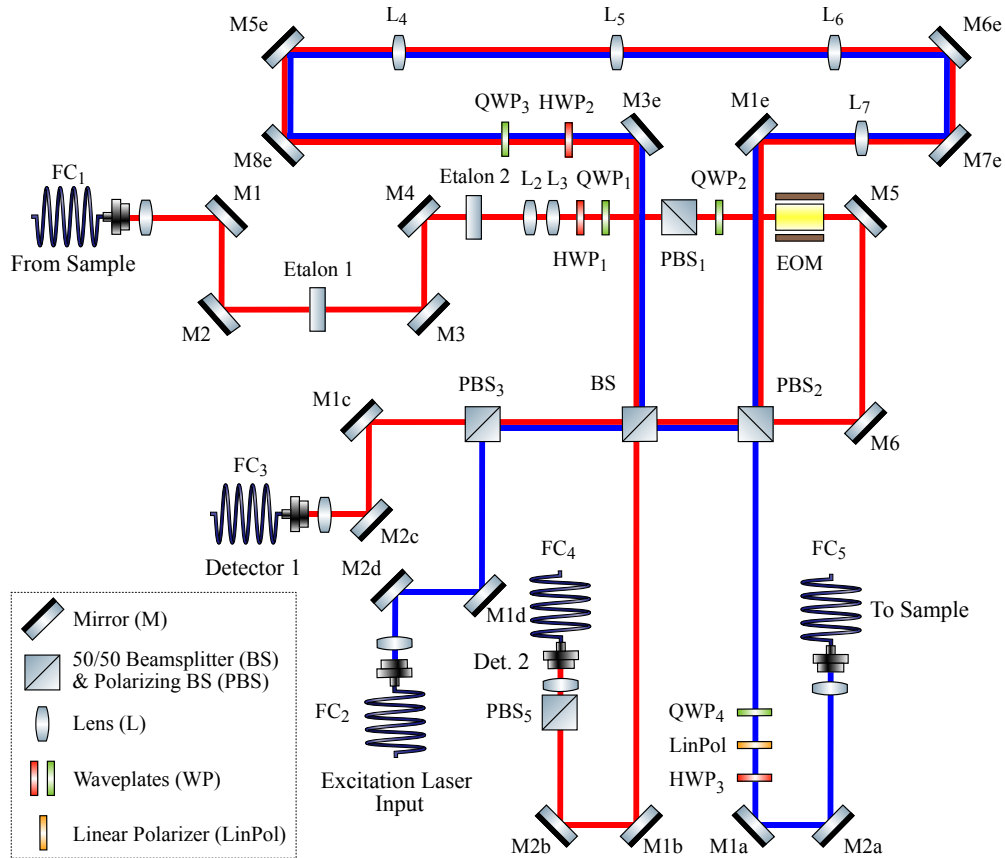 M5e
L4
L5
L6
M6e
QWP3
HWP2
M3e
M1e
L7
M8e
M7e
FC1
M1
M4
Etalon 2
L2
L3
QWP1
QWP2
M5
From Sample
Etalon 1
HWP1
PBS1
EOM
M2
M3
PBS3
BS
PBS2
M1c
M6
FC3
M2c
Detector 1
M2d
FC4
FC5
M1d
To Sample
Mirror (M)
Det. 2
50/50 Beamsplitter (BS)
& Polarizing BS (PBS)
FC2
PBS5
QWP4
Lens (L)
LinPol
Waveplates (WP)
Excitation Laser
Input
HWP3
Linear Polarizer (LinPol)
M2b
M1b
M1a
M2a